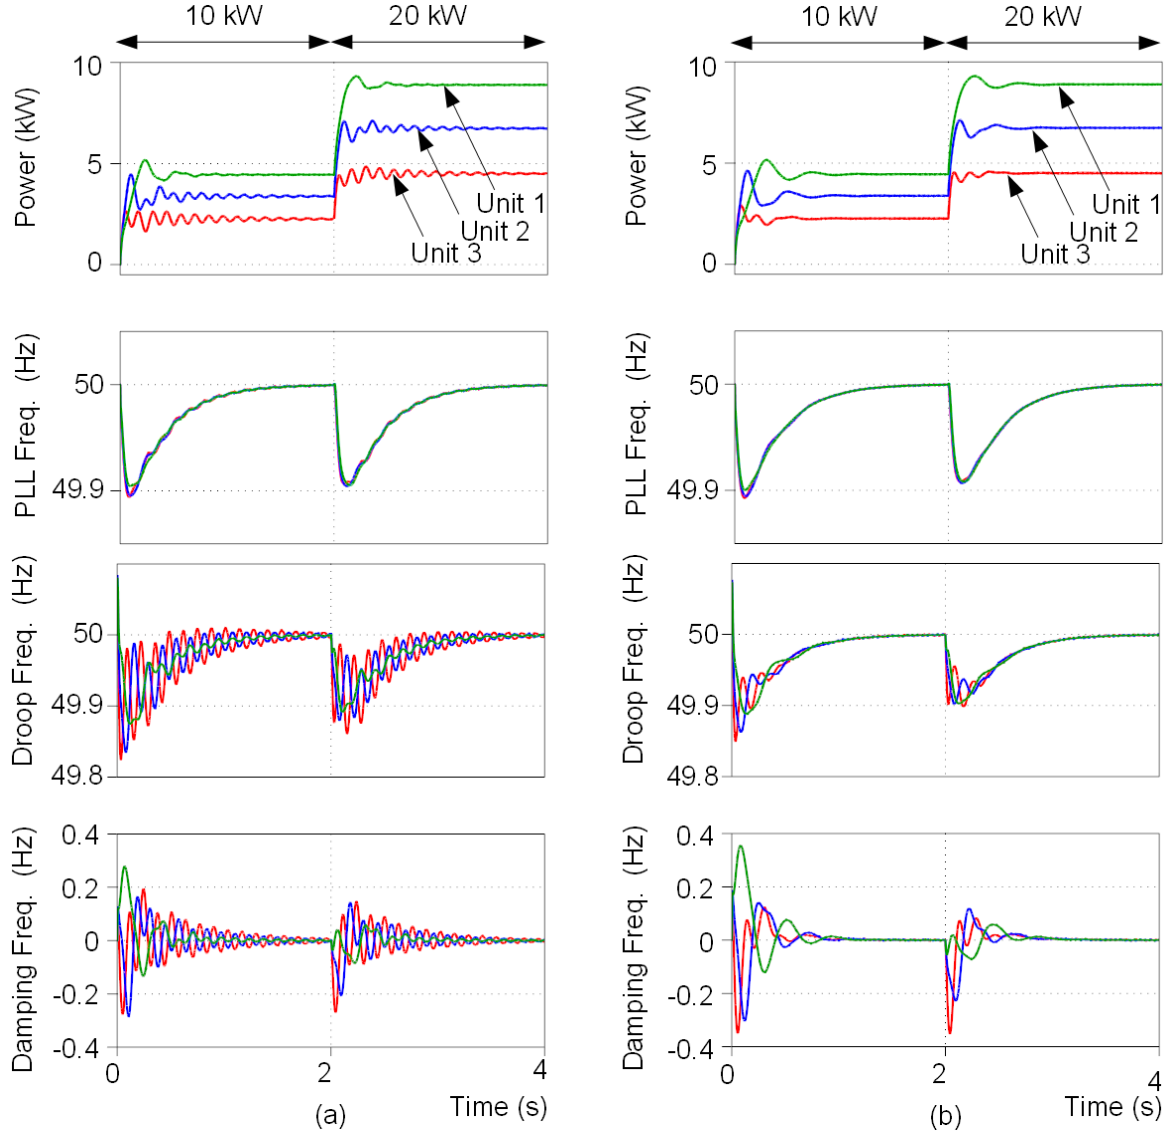 10 kW
20 kW
Power (kW)
10
5
0
Unit 1
Unit 2
Unit 3
PLL Freq. (Hz)
50
49.9
Droop Freq. (Hz)
50
49.9
49.8
Damping Freq. (Hz)
0.4
0.2
0
-0.2
-0.4
0
2
4
Time (s)
(a)
10 kW
20 kW
Power (kW)
10
5
0
Unit 1
Unit 2
Unit 3
PLL Freq. (Hz)
50
49.9
Droop Freq. (Hz)
50
49.9
49.8
Damping Freq. (Hz)
0.4
0.2
0
-0.2
-0.4
0
2
4
Time (s)
(b)